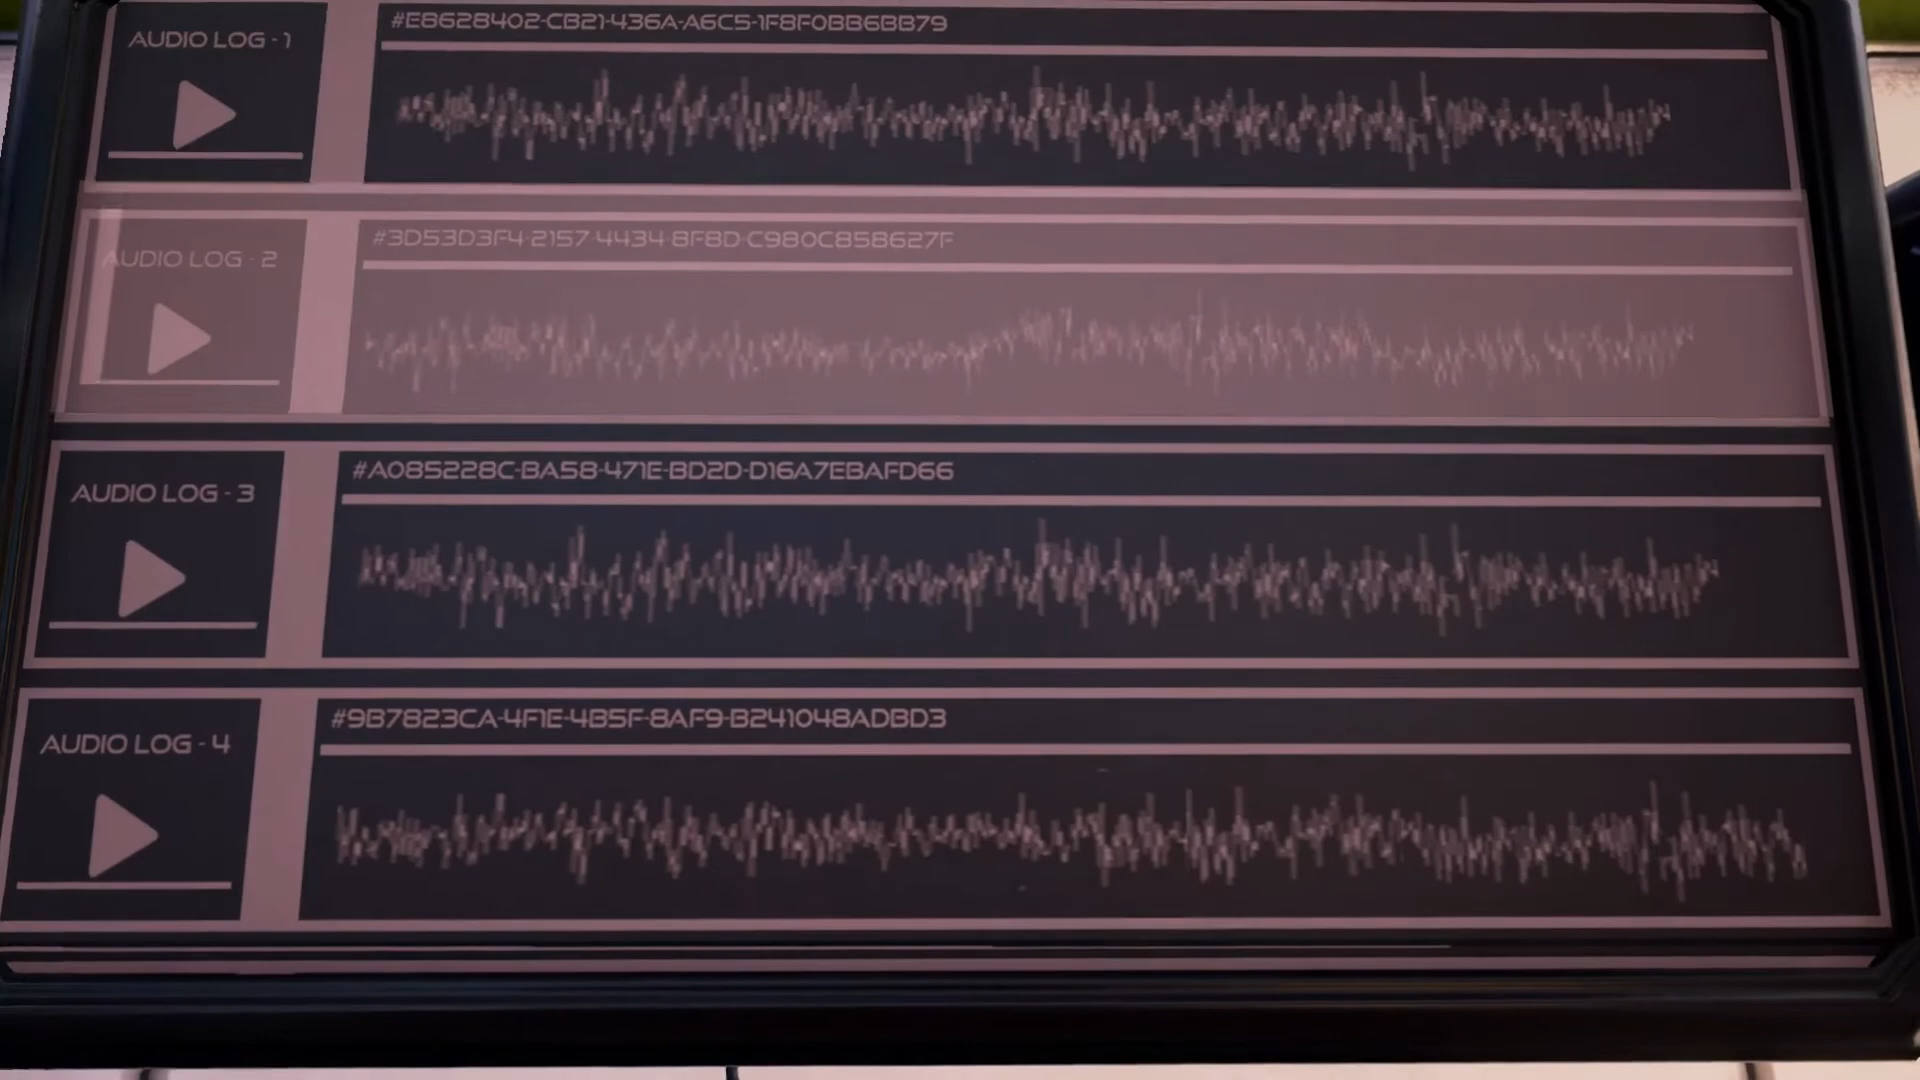 AUDIO LOG - 1
#E8628402-CB21-436A-A6C5-1F8F0BB6BB79
AUDIO LOG - 2
#3D53D3F4-2157-4434-8F8D-C980C858627F
AUDIO LOG - 3
#A085228C-BA58-471E-BD2D-D16A7EBAFD66
AUDIO LOG - 4
#9B7823CA-4F1E-4B5F-8AF9-B241048ADBD3